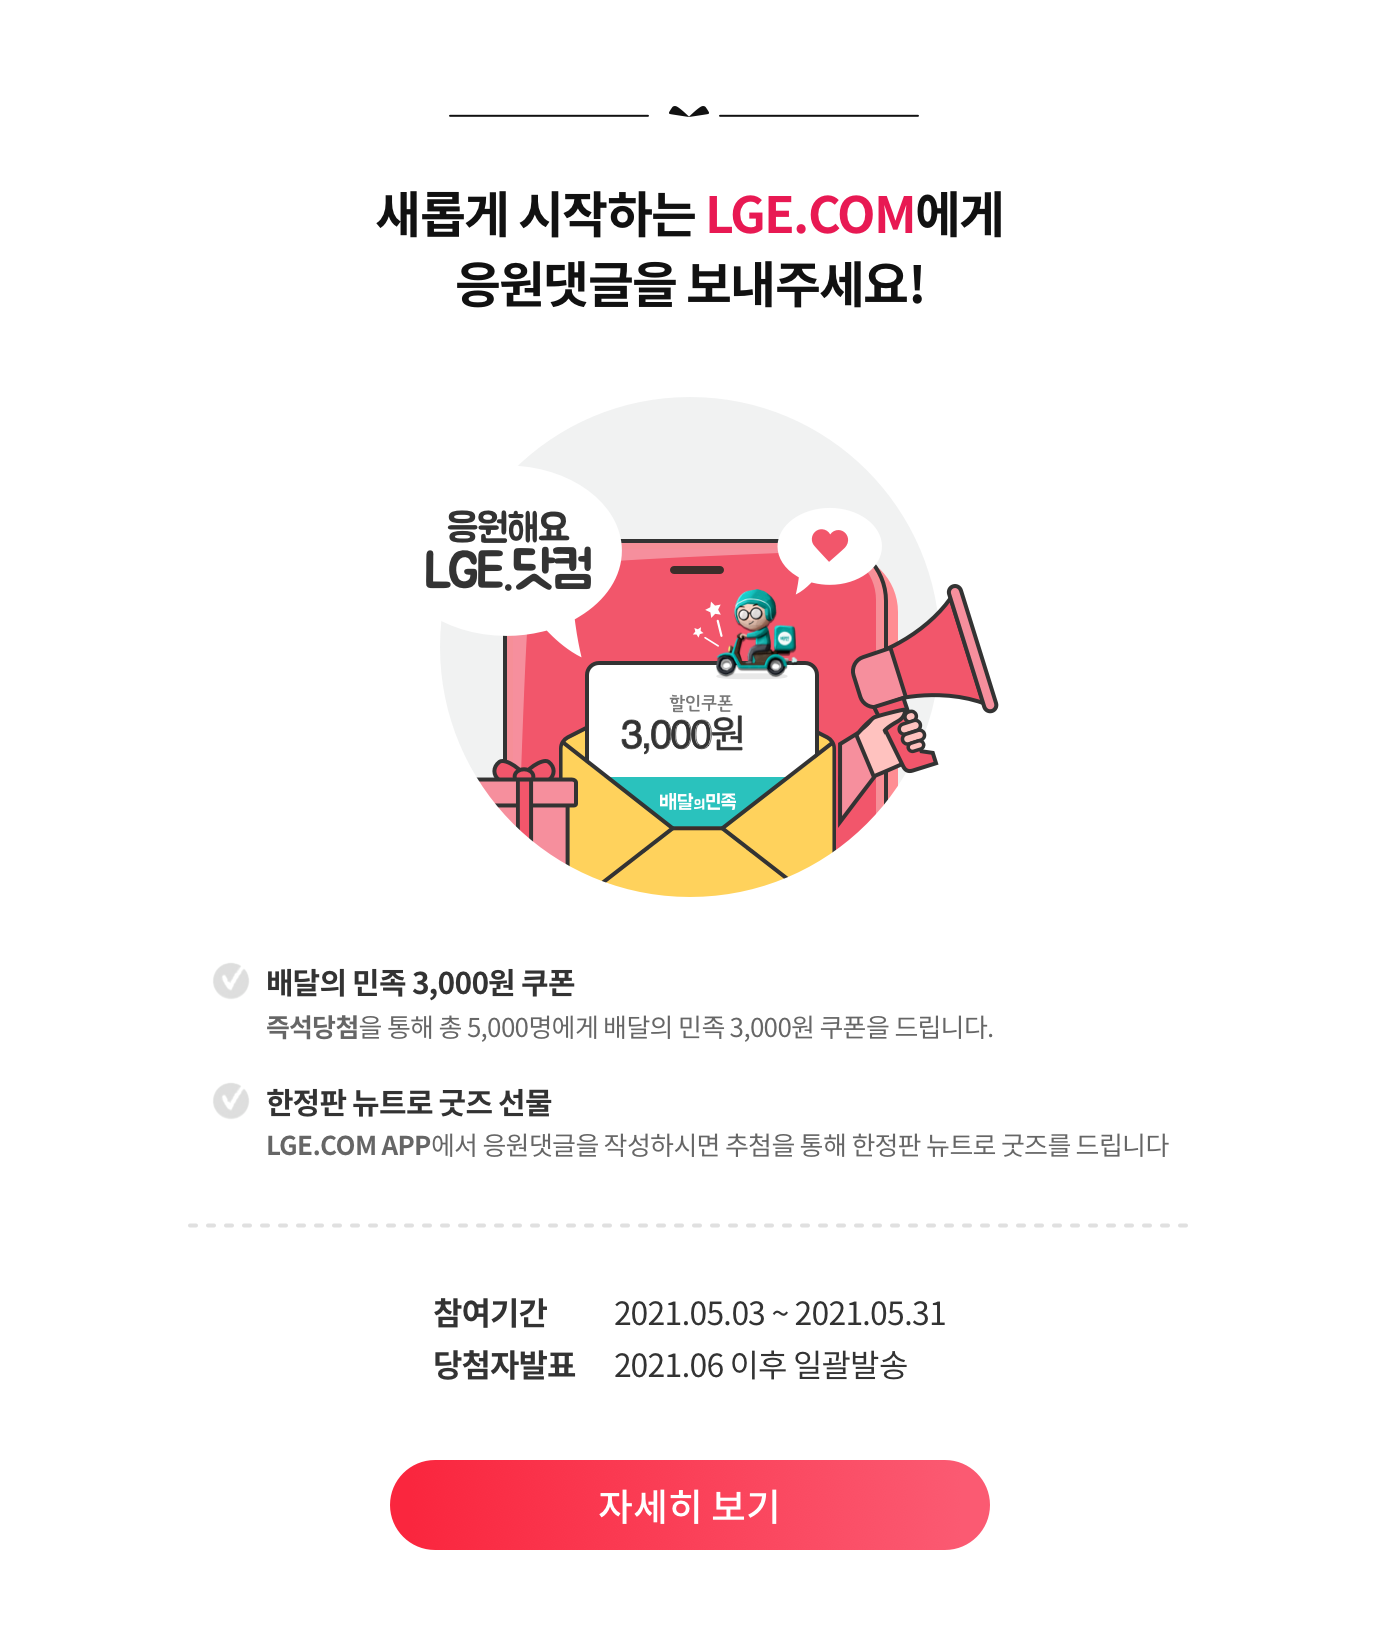 새롭게 시작하는 LGE.COM에게
응원댓글을 보내주세요!
응원해요
LGE.닷컴
할인쿠폰
3,000원
배달의민족
배달의 민족 3,000원 쿠폰
즉석당첨을 통해 총 5,000명에게 배달의 민족 3,000원 쿠폰을 드립니다.
한정판 뉴트로 굿즈 선물
LGE.COM APP에서 응원댓글을 작성하시면 추첨을 통해 한정판 뉴트로 굿즈를 드립니다
참여기간 2021.05.03 ~ 2021.05.31
당첨자발표 2021.06 이후 일괄발송
자세히 보기